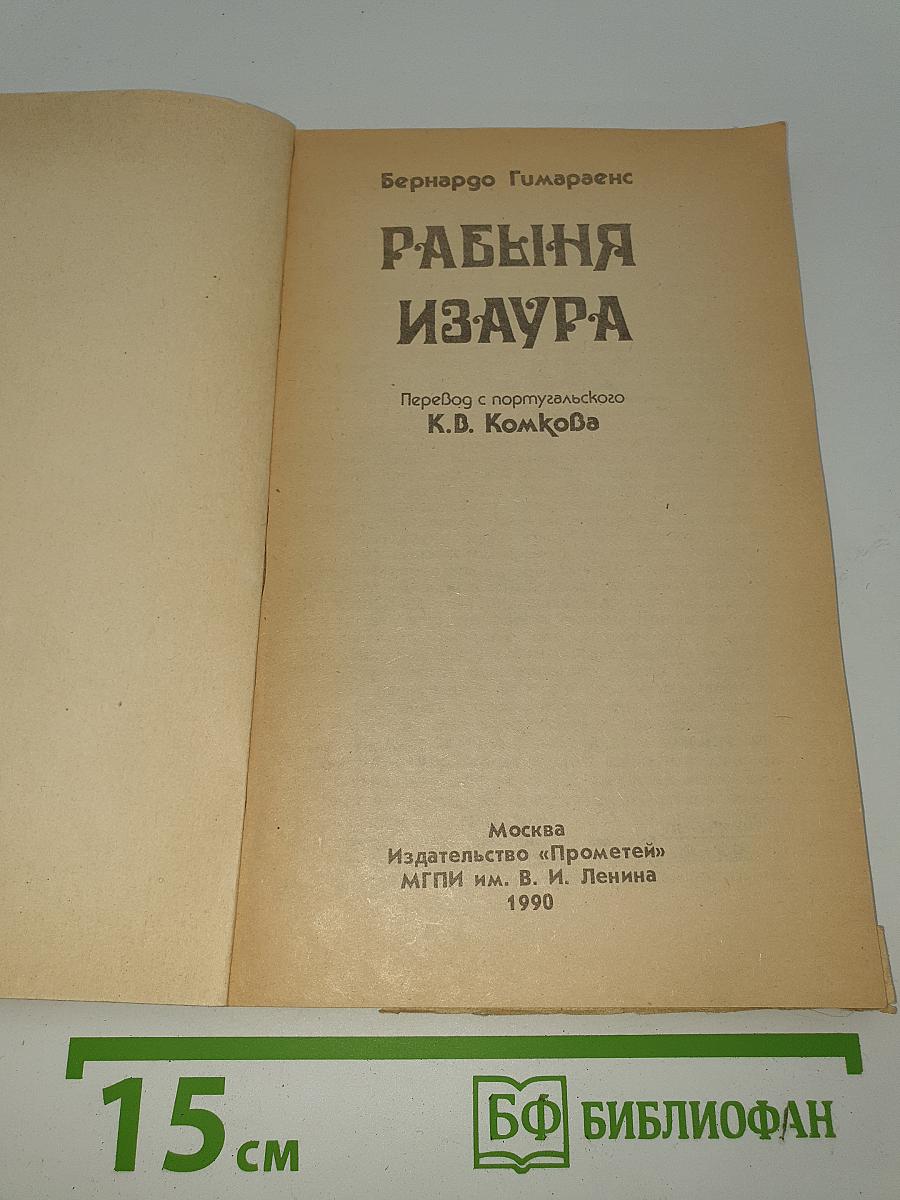 Бернардо Гимараенс
РАБЫНЯ
ИЗАУРА
Перевод с португальского
К.В. Комкова
Москва
Издательство «Прометей»
МГПИ им. В. И. Ленина
1990
15 см
БФ БИБЛИОФАН